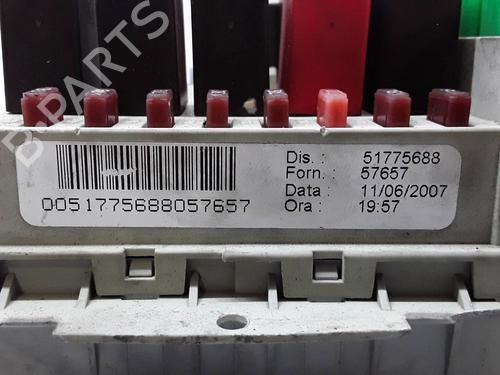 B-PARTS
Dis. : 51775688
Forn. : 57657
Data : 11/06/2007
Ora : 19:57
0051775688057657